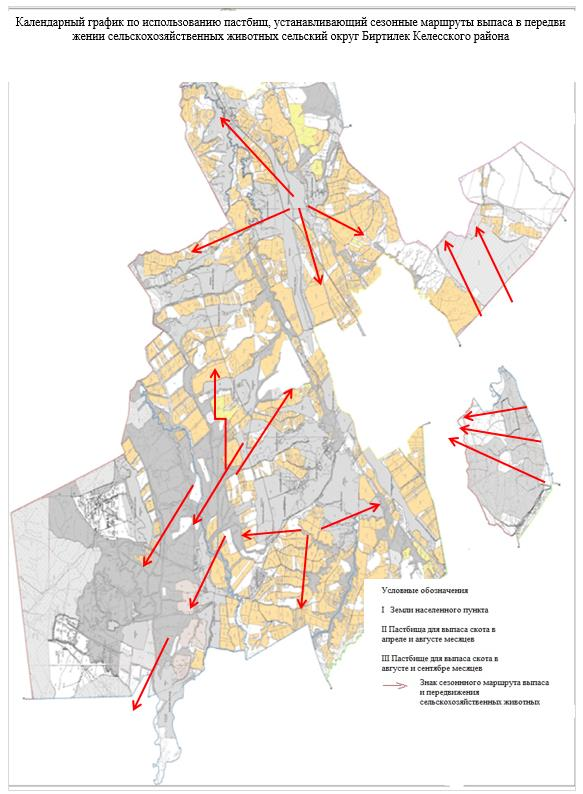 Календарный график по использованию пастбищ, устанавливающий сезонные маршруты выпаса в передви
жении сельскохозяйственных животных сельский округ Биртилек Келесского района
Условные обозначения
I Земли населенного пункта
II Пастбища для выпаса скота в
апреле и августе месяцев
III Пастбище для выпаса скота в
августе и сентябре месяцев
Знак сезоннного маршрута выпаса
и передвижения
сельскохозяйственных животных